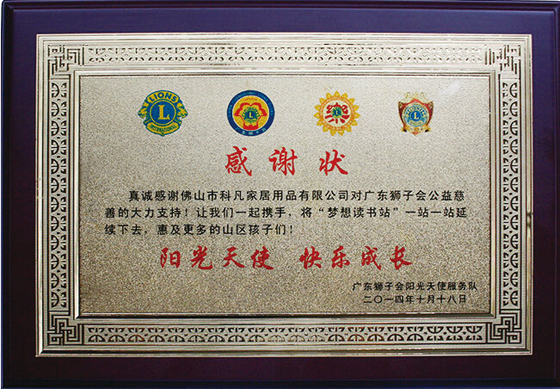 LIONS
L
INTERNATIONAL
感谢状
真诚感谢佛山市科凡家居用品有限公司对广东狮子会公益慈
善的大力支持！让我们一起携手，将“梦想读书站”一站一站延
续下去，惠及更多的山区孩子们！
阳光天使 快乐成长
广东狮子会阳光天使服务队
二〇一四年十月十八日